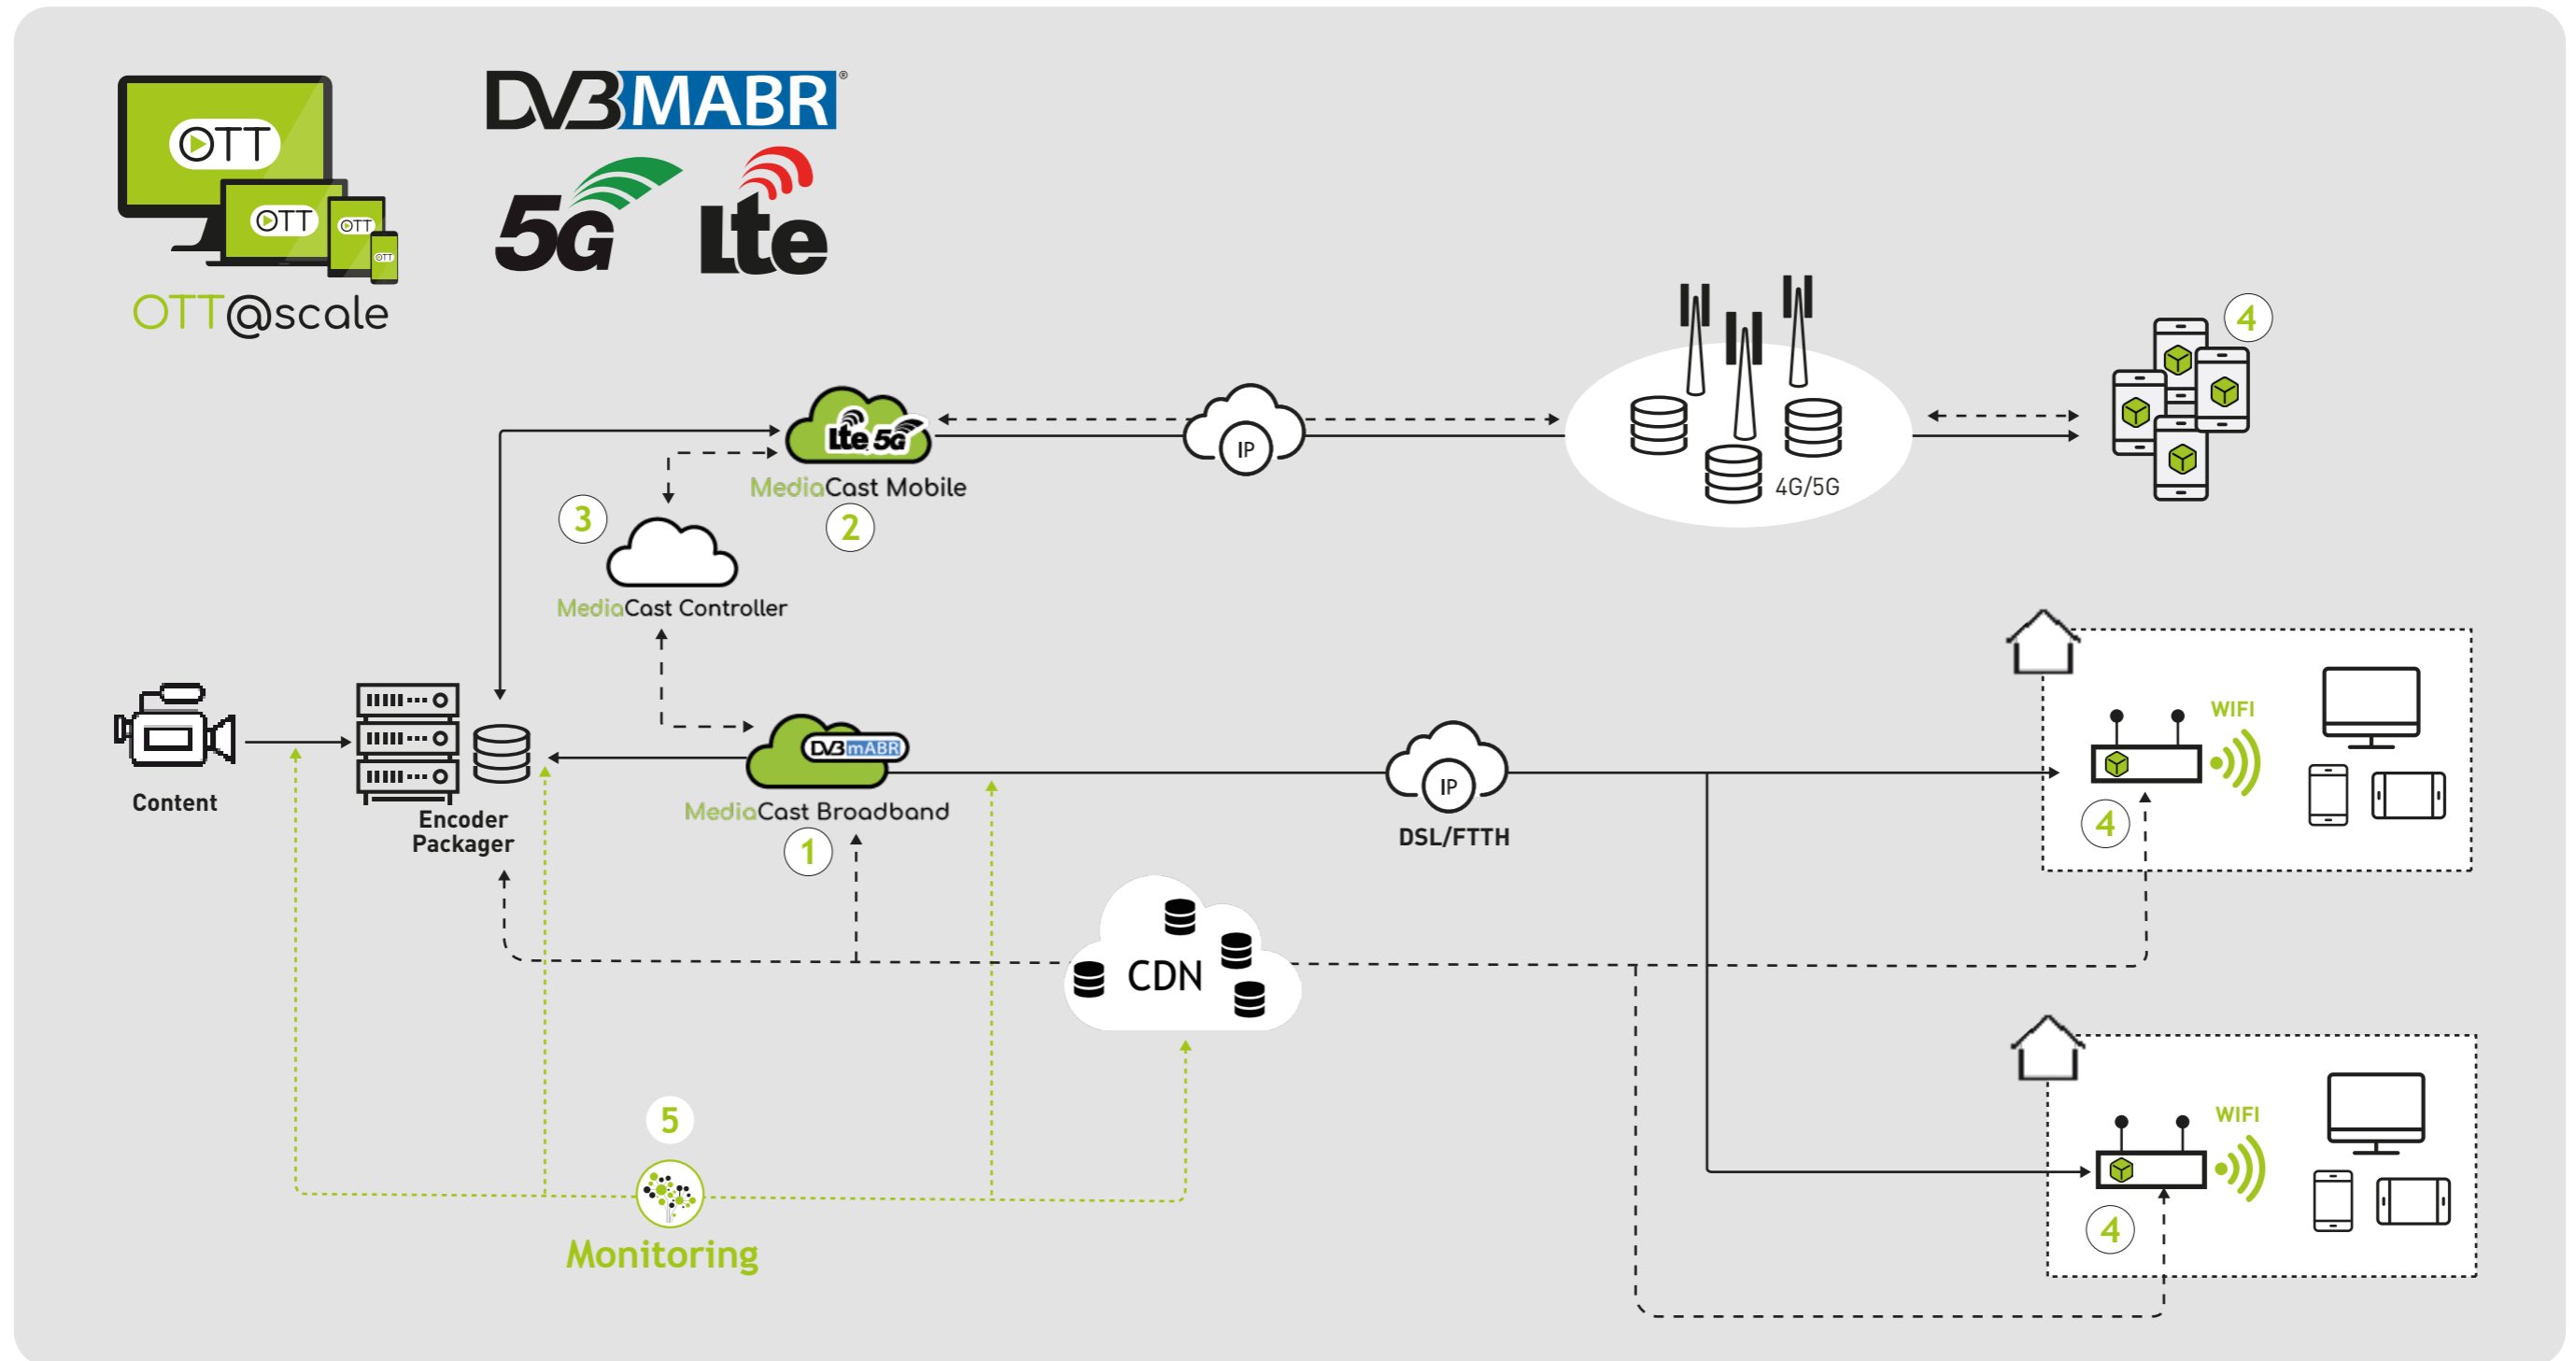 OTT
OTT
OTT
OTT
OTT@scale
DVB MABR®
5G
Lte
4
Lte 5G
IP
MediaCast Mobile
4G/5G
3
2
MediaCast Controller
WIFI
DVB mABR
IP
Content
MediaCast Broadband
Encoder
Packager
4
DSL/FTTH
1
CDN
5
WIFI
4
Monitoring